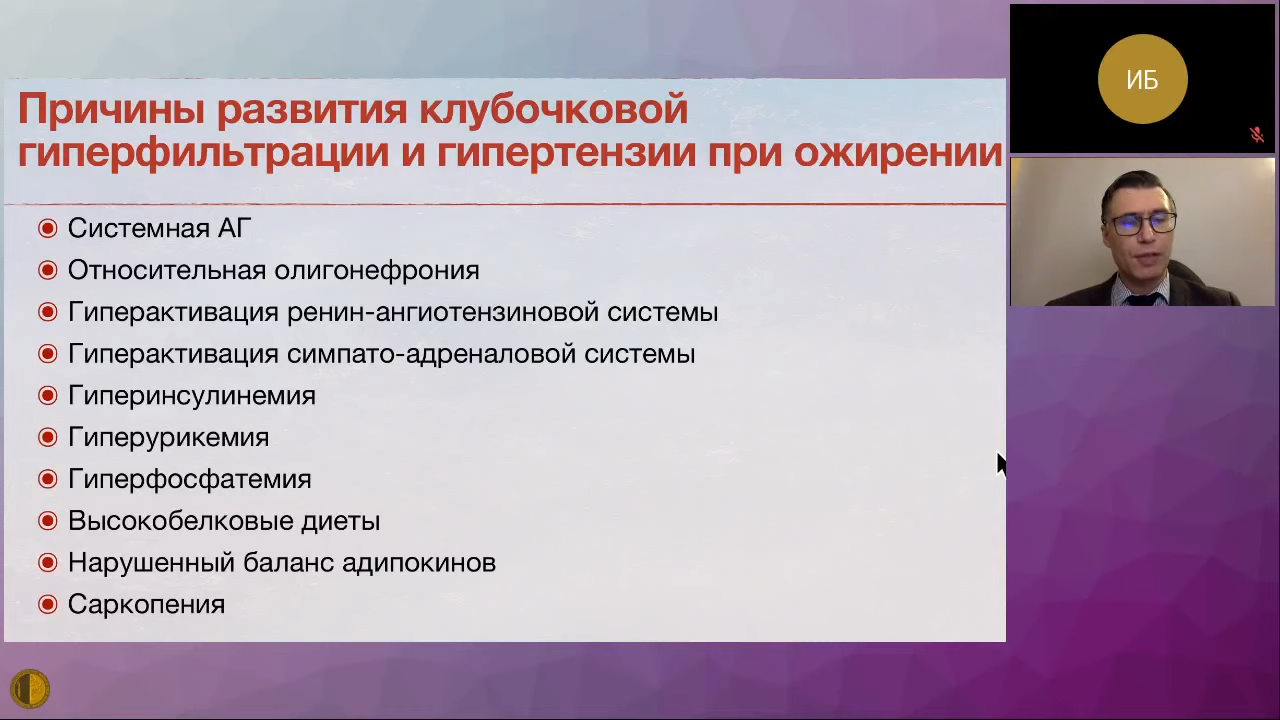 Причины развития клубочковой
гиперфильтрации и гипертензии при ожирении
Системная АГ
Относительная олигонефрония
Гиперактивация ренин-ангиотензиновой системы
Гиперактивация симпато-адреналовой системы
Гиперинсулинемия
Гиперурикемия
Гиперфосфатемия
Высокобелковые диеты
Нарушенный баланс адипокинов
Саркопения
ИБ